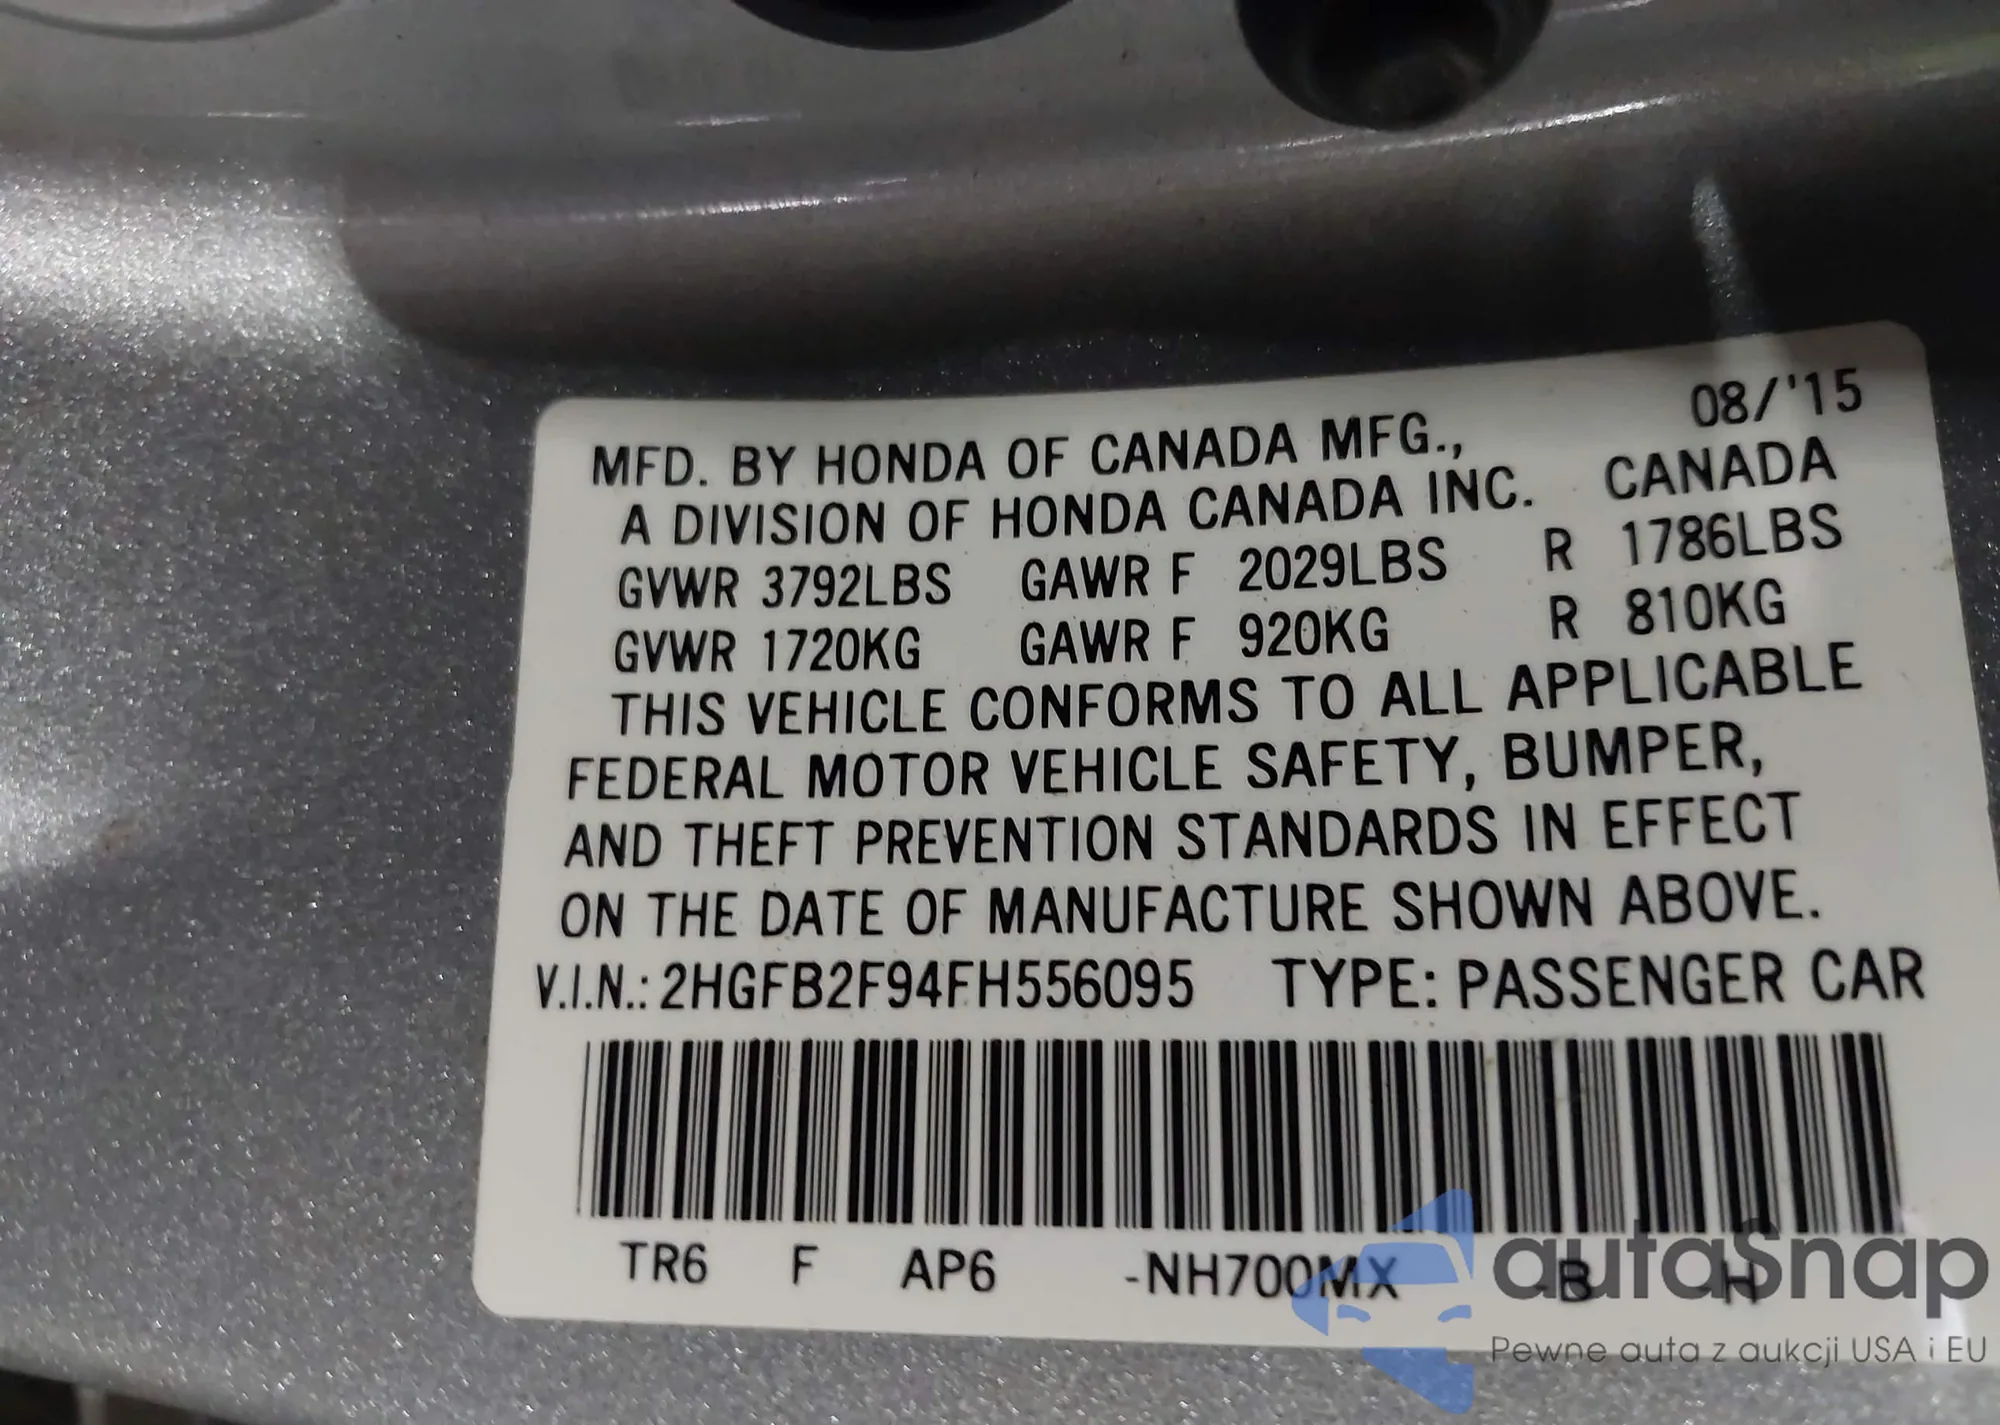 08/'15
MFD. BY HONDA OF CANADA MFG.,
A DIVISION OF HONDA CANADA INC. CANADA
GVWR 3792LBS GAWR F 2029LBS R 1786LBS
GVWR 1720KG GAWR F 920KG R 810KG
THIS VEHICLE CONFORMS TO ALL APPLICABLE
FEDERAL MOTOR VEHICLE SAFETY, BUMPER,
AND THEFT PREVENTION STANDARDS IN EFFECT
ON THE DATE OF MANUFACTURE SHOWN ABOVE.
V.I.N.: 2HGFB2F94FH556095 TYPE: PASSENGER CAR
TR6 F AP6 -NH700MX -B H
autaSnap
Pewne auta z aukcji USA i EU